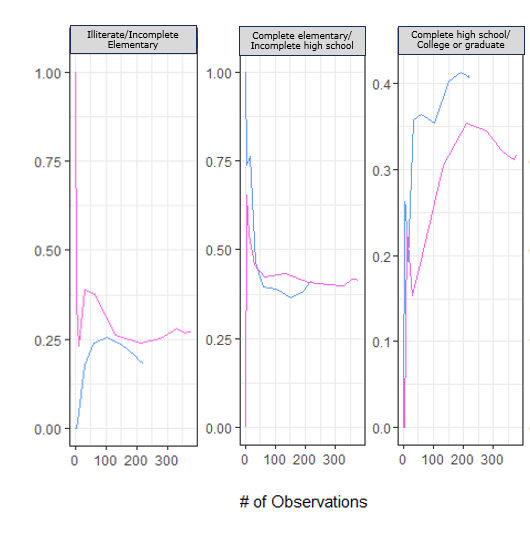 Illiterate/Incomplete
Elementary
Complete elementary/
Incomplete high school
Complete high school/
College or graduate
1.00
0.75
0.50
0.25
0.00
0 100 200 300
1.00
0.75
0.50
0.25
0.00
0 100 200 300
0.4
0.3
0.2
0.1
0.0
0 100 200 300
# of Observations